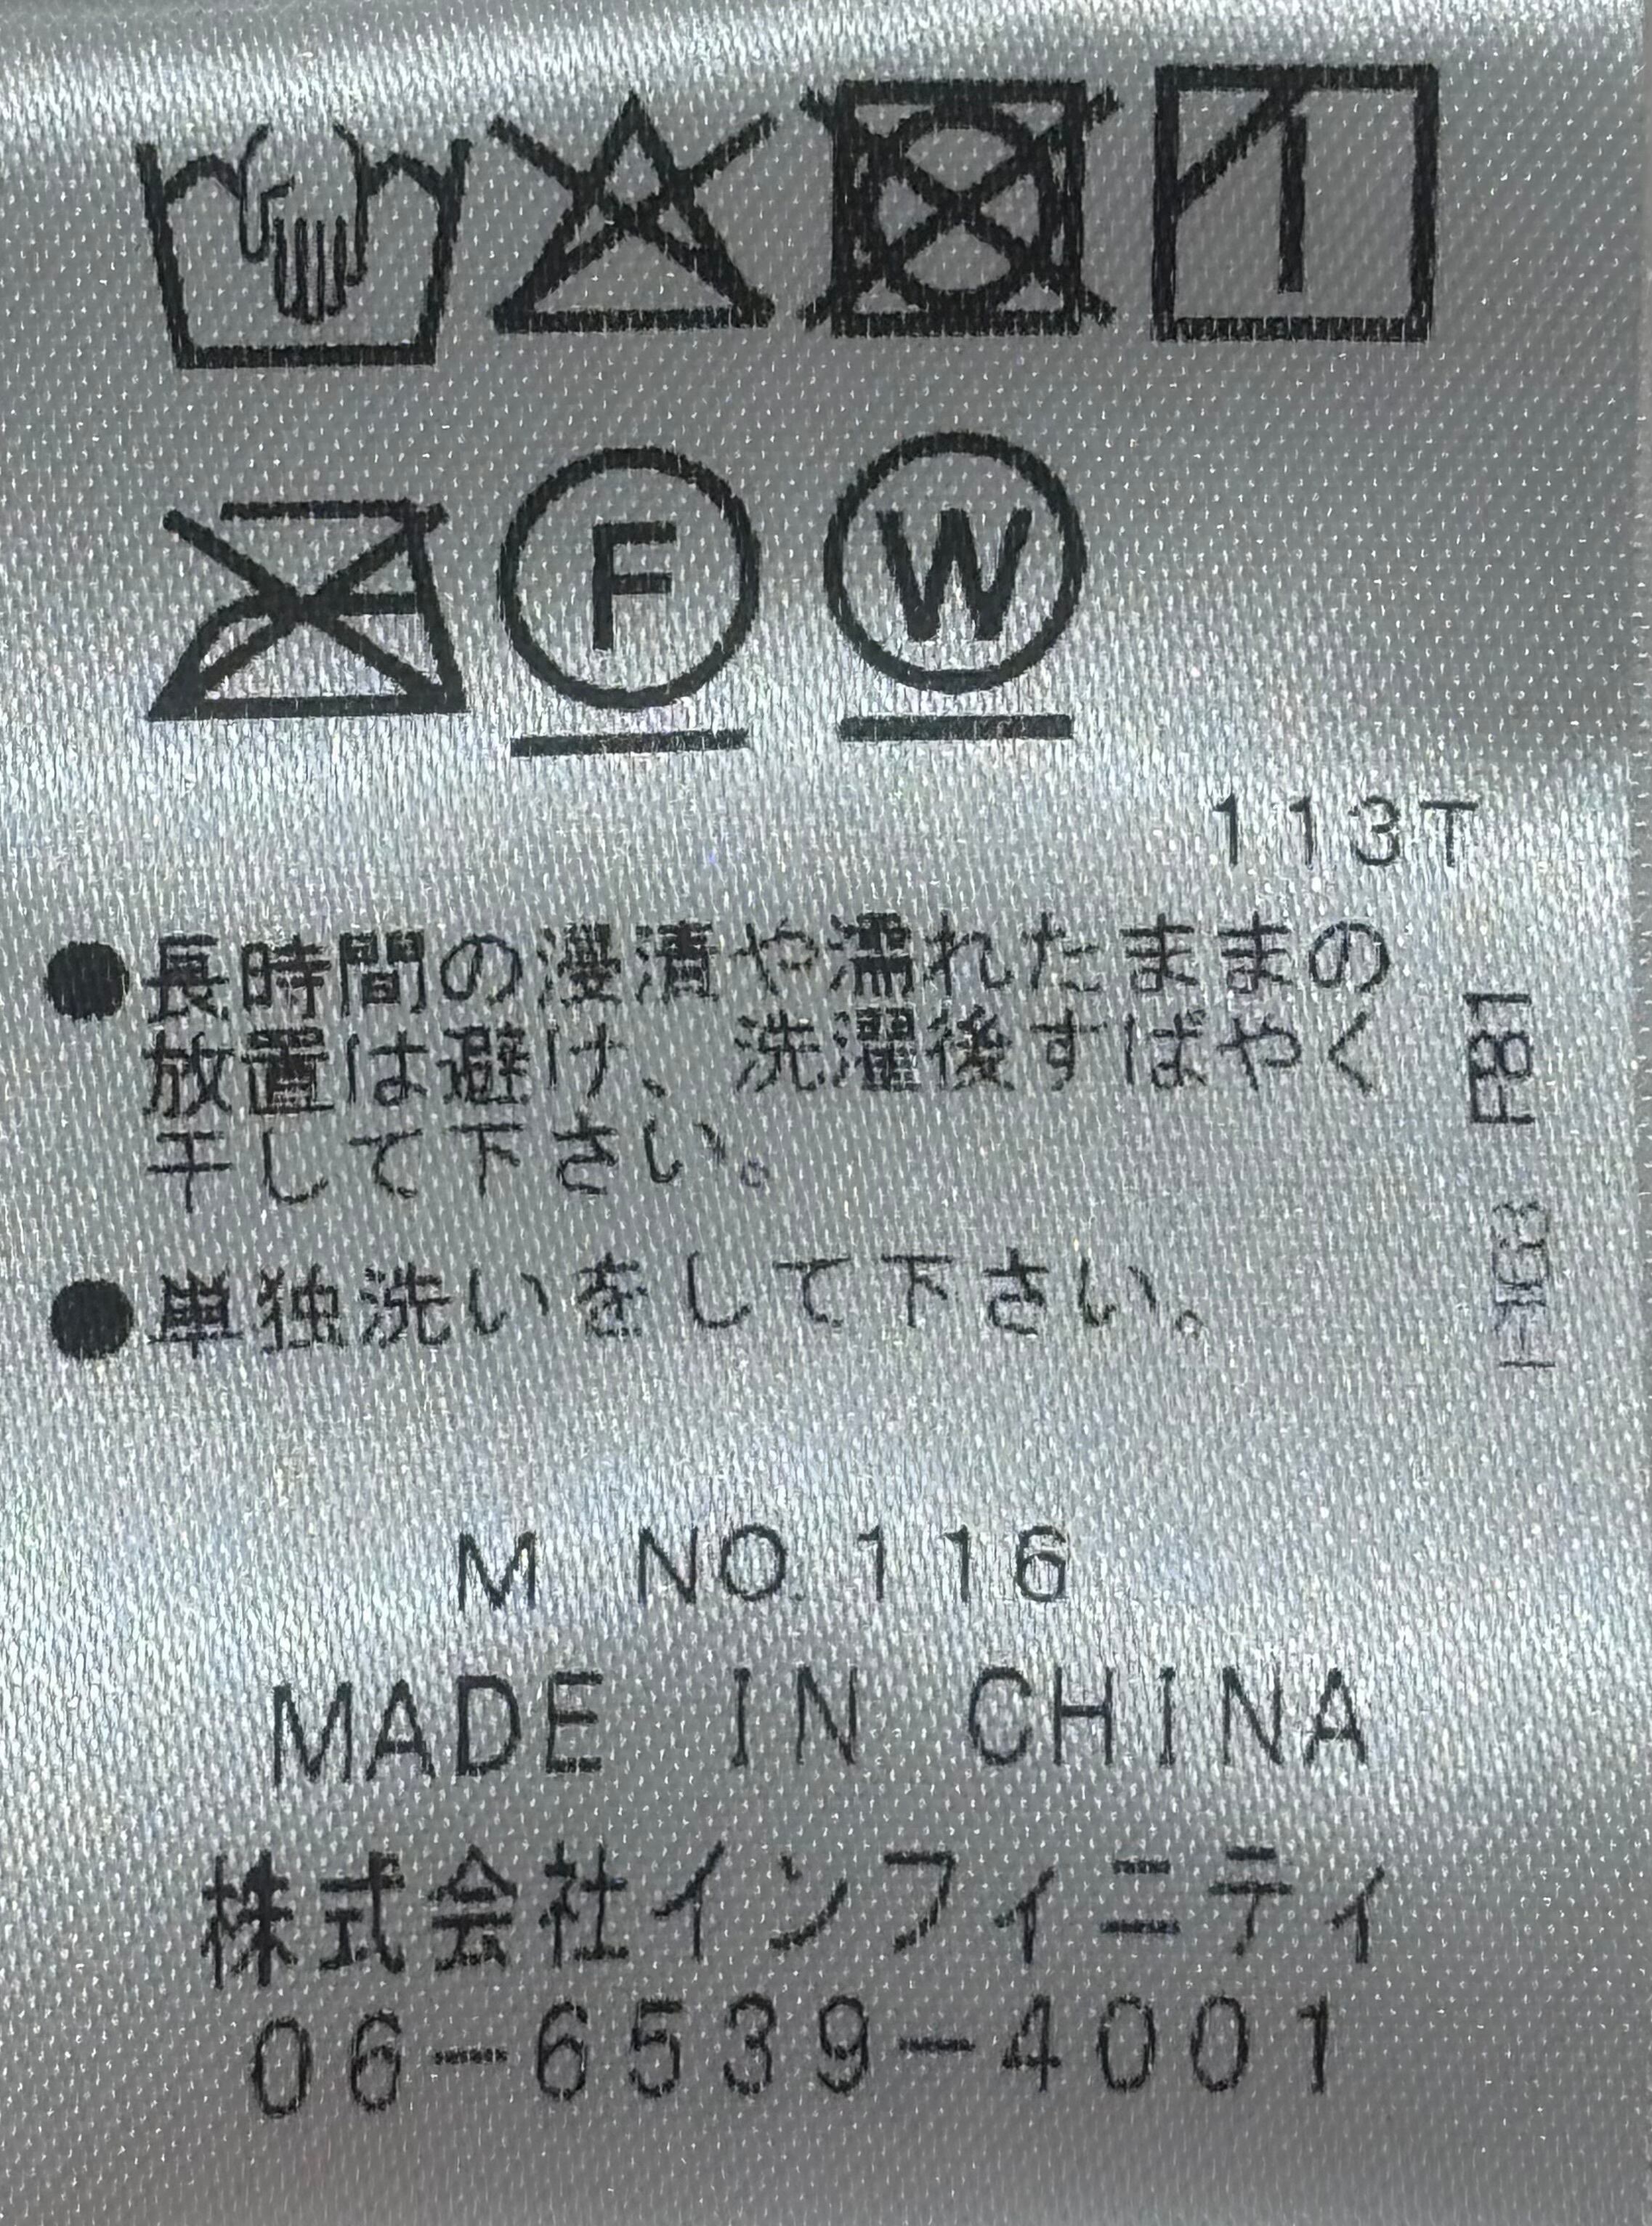 F
W
113T
●長時間の浸漬や濡れたままの
放置は避け、洗濯後すばやく
干して下さい。
●単独洗いをして下さい。
P81
M NO.116
MADE IN CHINA
株式会社インフィニティ
06-6539-4001